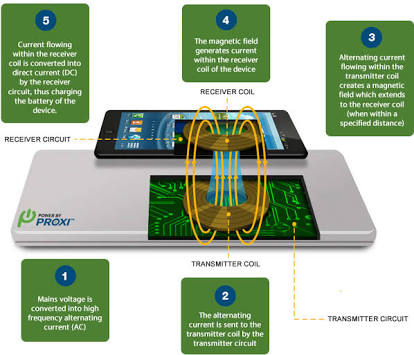 5
Current flowing
within the receiver
coil is converted into
direct current (DC)
by the receiver
circuit, thus charging
the battery of the
device.
4
The magnetic field
generates current
within the receiver
coil of the device
3
Alternating current
flowing within the
transmitter coil
creates a magnetic
field which extends to
the receiver coil
(when within a
specified distance)
RECEIVER COIL
RECEIVER CIRCUIT
POWER BY
PROXI™
TRANSMITTER COIL
TRANSMITTER CIRCUIT
1
Mains voltage is
converted into high
frequency alternating
current (AC)
2
The alternating
current is sent to the
transmitter coil by the
transmitter circuit